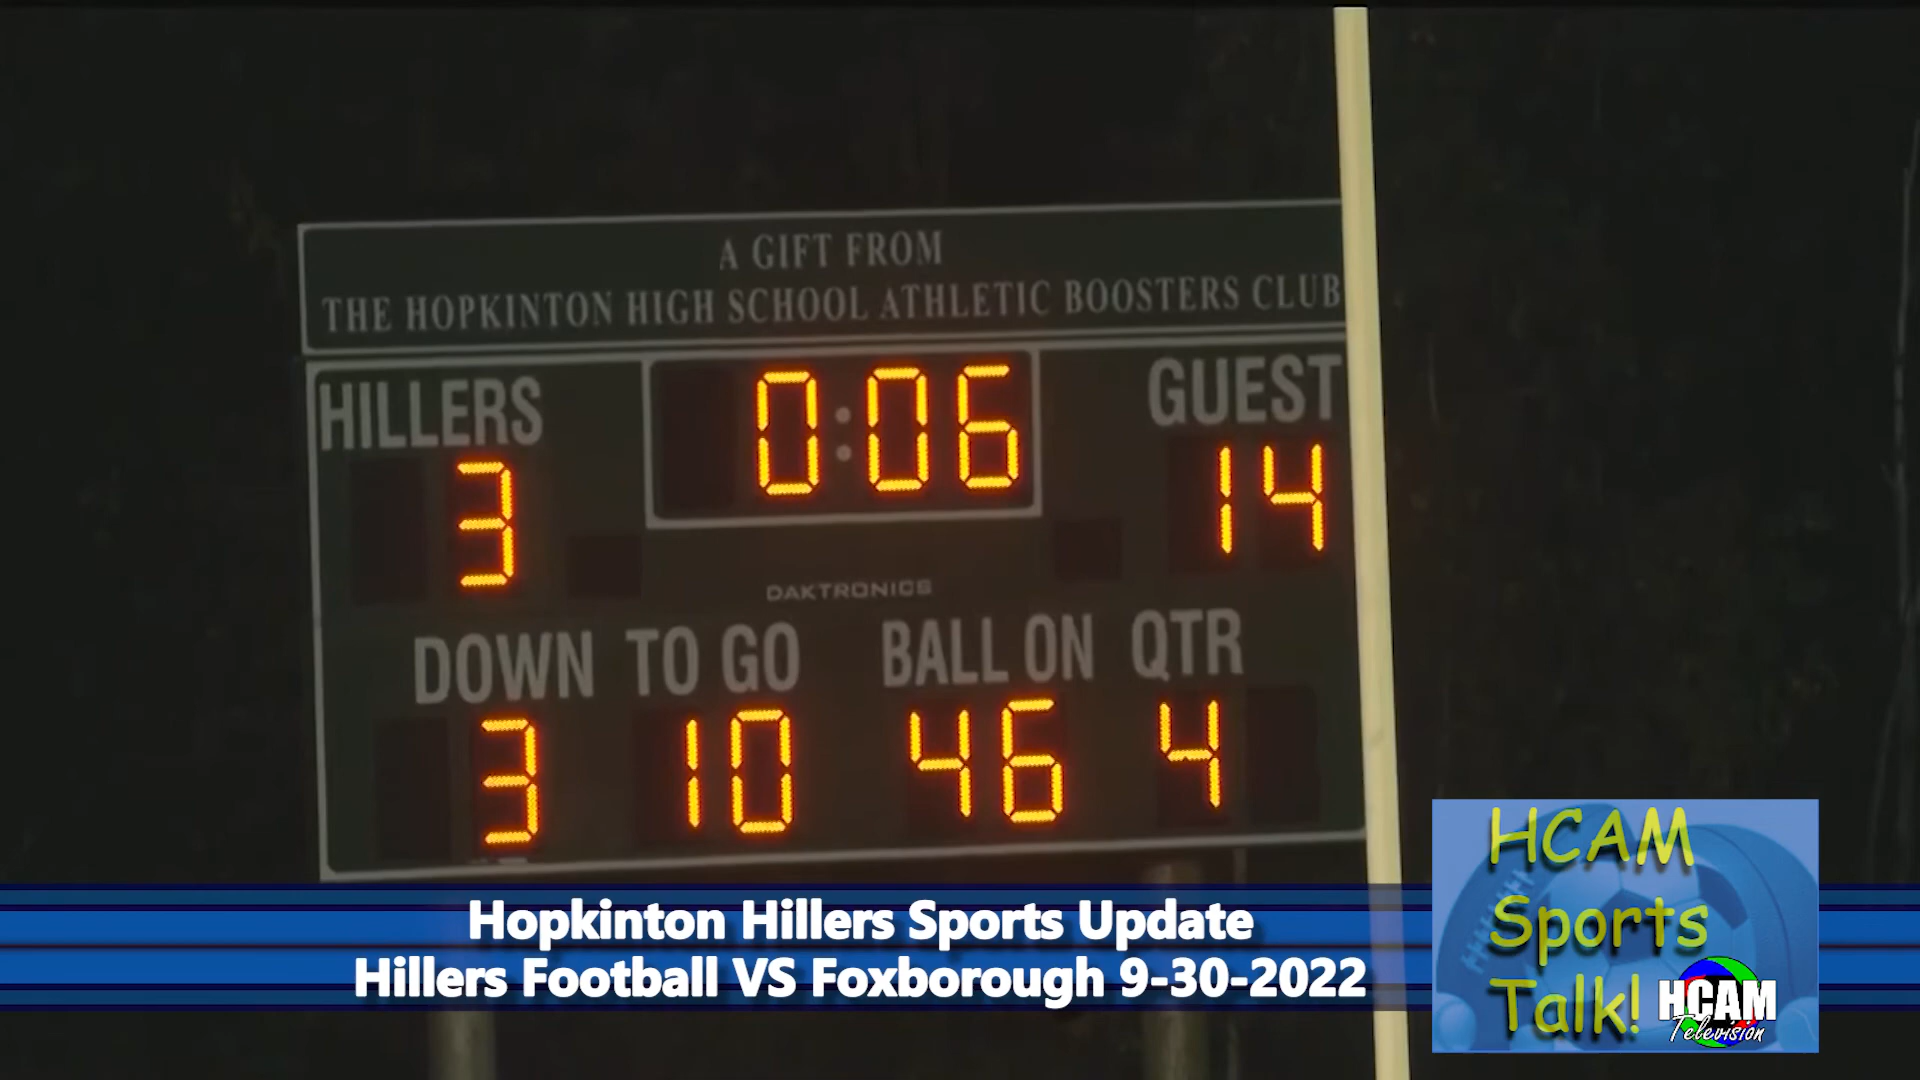 A GIFT FROM
THE HOPKINTON HIGH SCHOOL ATHLETIC BOOSTERS CLUB
HILLERS 0:06 GUEST
3 14
DAKTRONICS
DOWN TO GO BALL ON QTR
3 10 46 4
Hopkinton Hillers Sports Update
Hillers Football VS Foxborough 9-30-2022
HCAM
Sports
Talk!
HCAM
Television